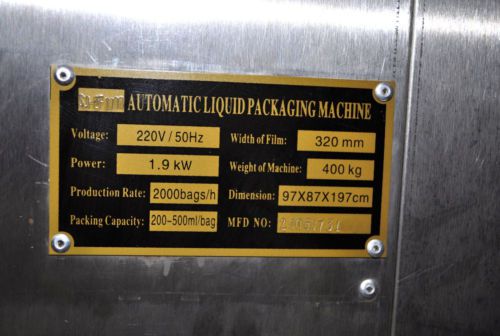 AUTOMATIC LIQUID PACKAGING MACHINE
Voltage: 220V/50Hz Width of Film: 320 mm
Power: 1.9 kW Weight of Machine: 400 kg
Production Rate: 2000bags/h Dimension: 97X87X197cm
Packing Capacity: 200-500ml/bag MFD NO: